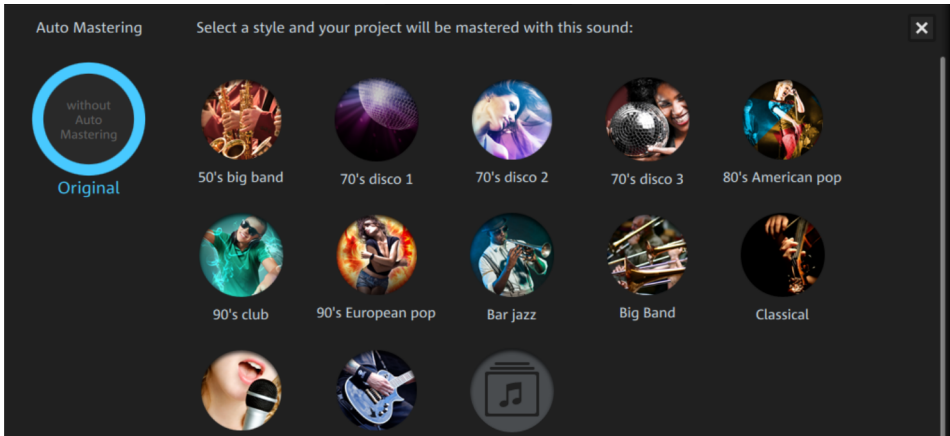 Auto Mastering
Select a style and your project will be mastered with this sound:
without
Auto
Mastering
Original
50's big band
70's disco 1
70's disco 2
70's disco 3
80's American pop
90's club
90's European pop
Bar jazz
Big Band
Classical